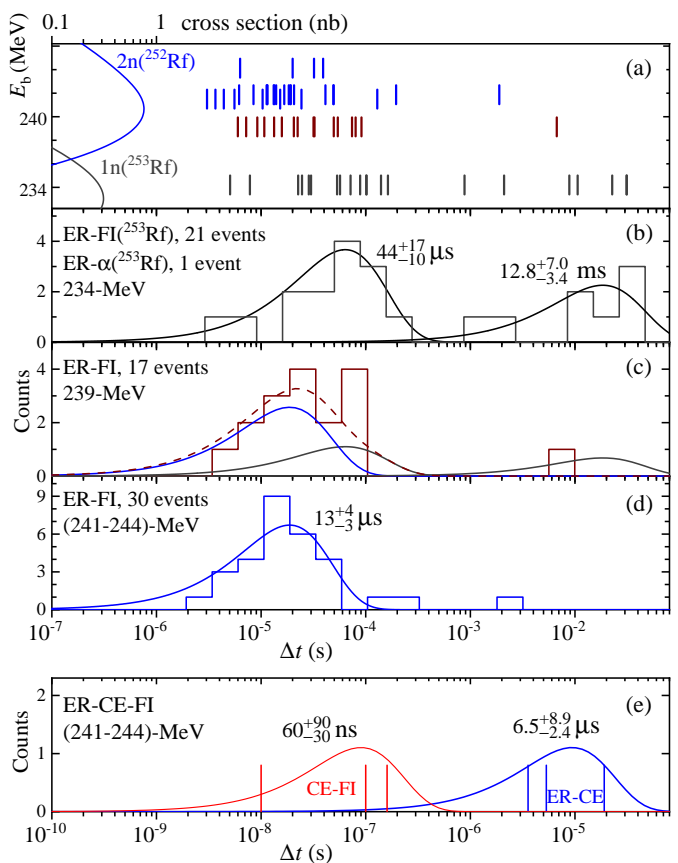 0.1 1 cross section (nb)
E_b (MeV)
2n(²⁵²Rf) (a)
240
1n(²⁵³Rf)
234
ER-FI(²⁵³Rf), 21 events (b)
ER-α(²⁵³Rf), 1 event 44⁺¹⁷₋₁₀ μs 12.8⁺⁷·⁰₋₃.₄ ms
234-MeV
4
2
0
ER-FI, 17 events (c)
239-MeV
4
2
0
Counts
ER-FI, 30 events (d)
(241-244)-MeV 13⁺⁴₋₃ μs
9
6
3
0
10⁻⁷ 10⁻⁶ 10⁻⁵ 10⁻⁴ 10⁻³ 10⁻²
Δt (s)
ER-CE-FI (e)
(241-244)-MeV 60⁺⁹⁰₋₃₀ ns 6.5⁺⁸·⁹₋₂.₄ μs
2
1
0
Counts
CE-FI ER-CE
10⁻¹⁰ 10⁻⁹ 10⁻⁸ 10⁻⁷ 10⁻⁶ 10⁻⁵
Δt (s)